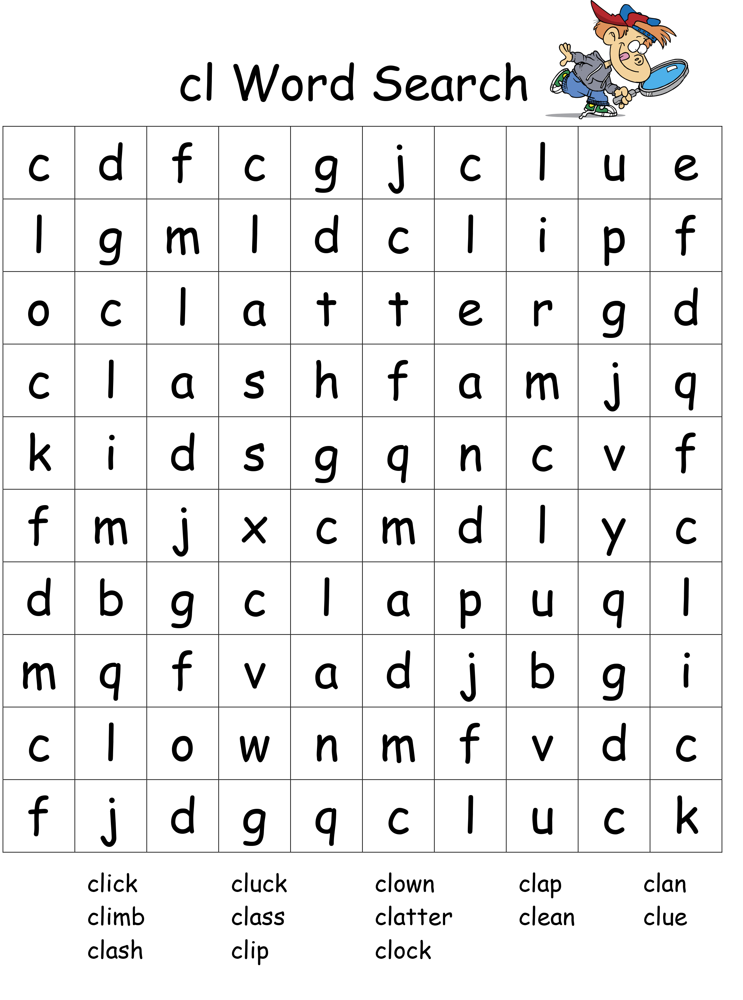 cl Word Search
c d f c g j c l u e
l g m l d c l i p f
o c l a t t e r g d
c l a s h f a m j q
k i d s g q n c v f
f m j x c m d l y c
d b g c l a p u q l
m q f v a d j b g i
c l o w n m f v d c
f j d g q c l u c k
click cluck clown clap clan
climb class clatter clean clue
clash clip clock